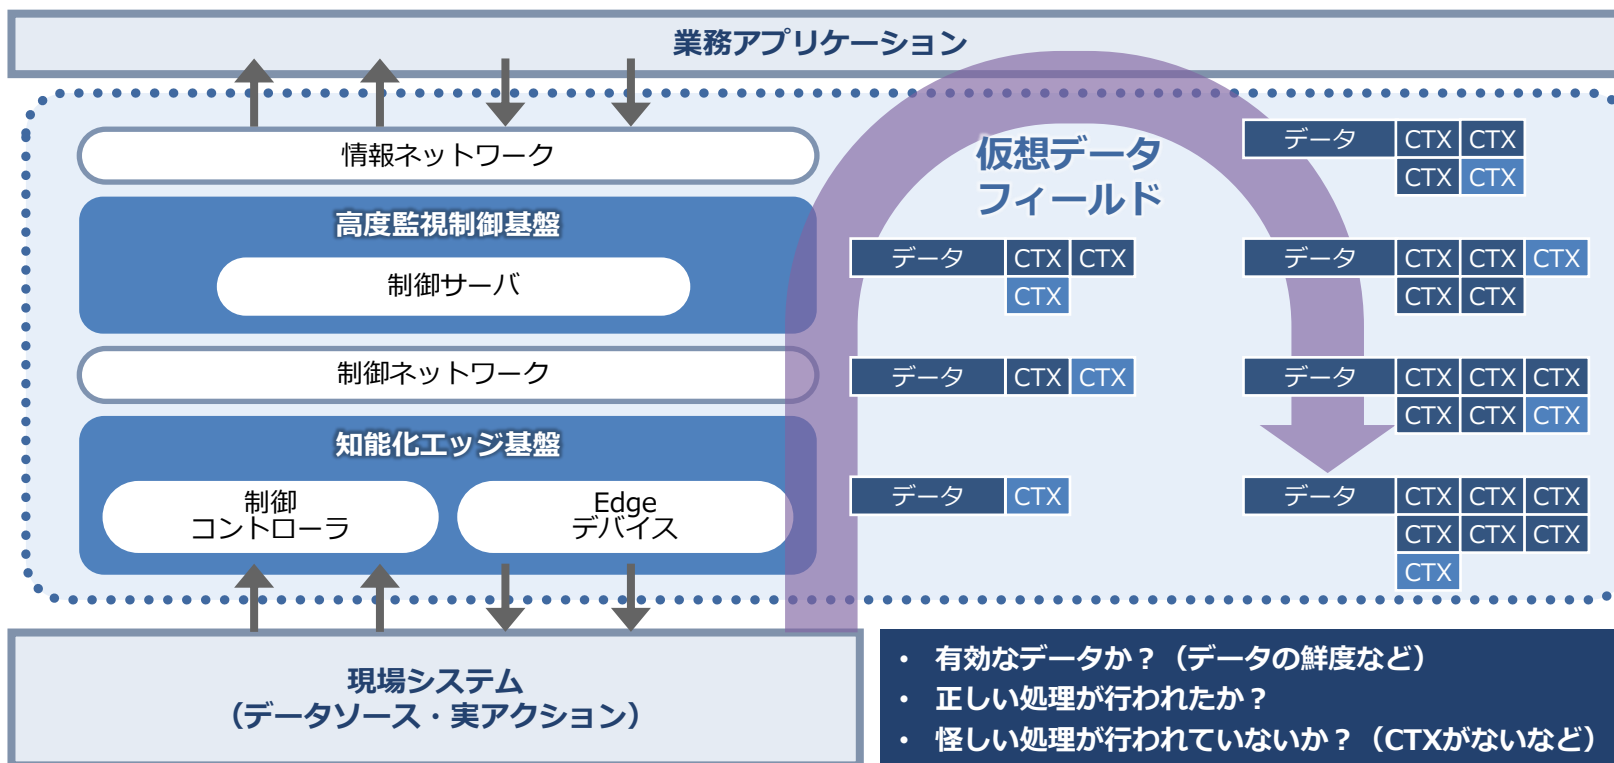 業務アプリケーション
情報ネットワーク
高度監視制御基盤
制御サーバ
制御ネットワーク
知能化エッジ基盤
制御
コントローラ
Edge
デバイス
現場システム
（データソース・実アクション）
仮想データ
フィールド
データ CTX CTX
CTX
データ CTX CTX
データ CTX
データ CTX CTX
CTX CTX
データ CTX CTX CTX
CTX CTX
データ CTX CTX CTX
CTX CTX CTX
データ CTX CTX CTX
CTX CTX CTX
CTX
・ 有効なデータか？（データの鮮度など）
・ 正しい処理が行われたか？
・ 怪しい処理が行われていないか？（CTXがないなど）